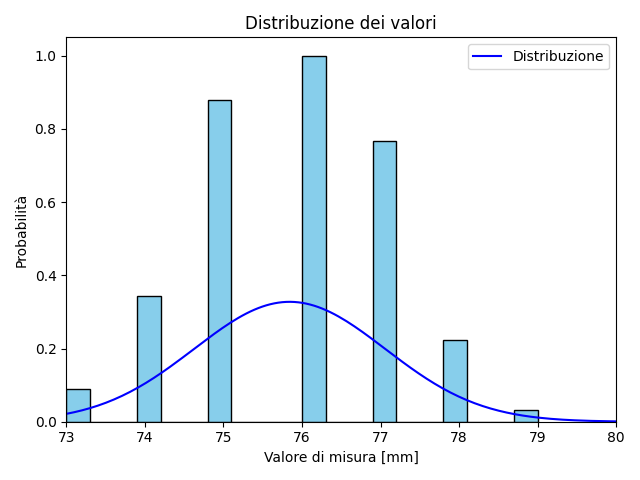 Distribuzione dei valori
Distribuzione
Probabilità
1.0
0.8
0.6
0.4
0.2
0.0
73 74 75 76 77 78 79 80
Valore di misura [mm]